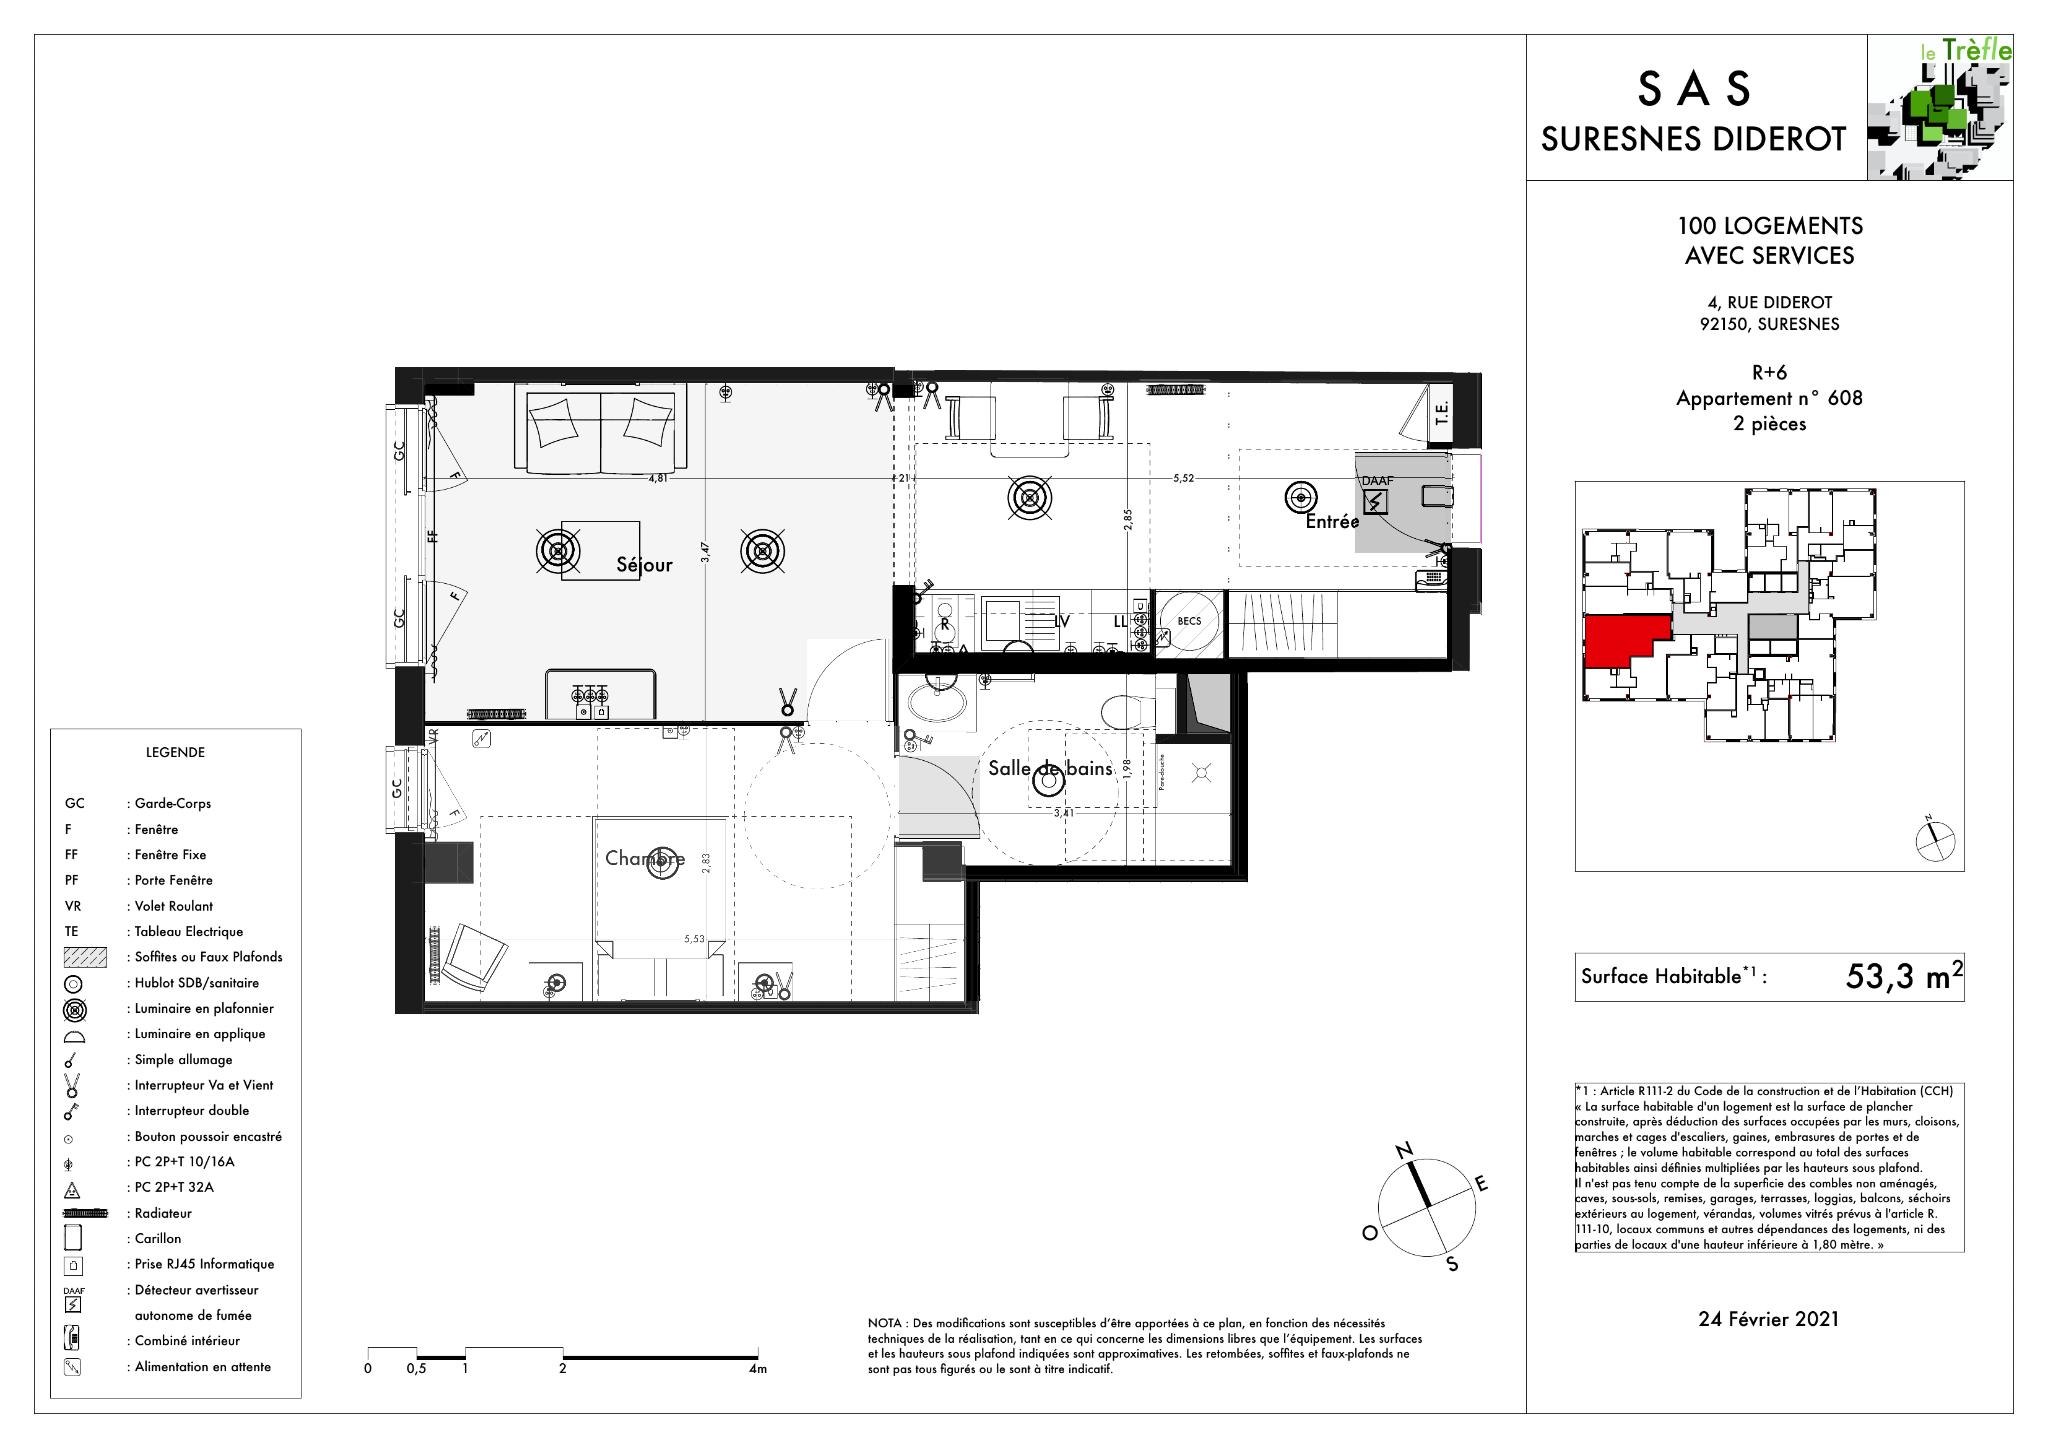 le Trèfle
S A S
SURESNES DIDEROT
100 LOGEMENTS
AVEC SERVICES
4, RUE DIDEROT
92150, SURESNES
R+6
Appartement n° 608
2 pièces
N
Surface Habitable*1 : 53,3 m2
*1 : Article R111-2 du Code de la construction et de l'Habitation (CCH)
« La surface habitable d'un logement est la surface de plancher
construite, après déduction des surfaces occupées par les murs, cloisons,
marches et cages d'escaliers, gaines, embrasures de portes et de
fenêtres ; le volume habitable correspond au total des surfaces
habitables ainsi définies multipliées par les hauteurs sous plafond.
Il n'est pas tenu compte de la superficie des combles non aménagés,
caves, sous-sols, remises, garages, terrasses, loggias, balcons, séchoirs
extérieurs au logement, vérandas, volumes vitrés prévus à l'article R.
111-10, locaux communs et autres dépendances des logements, ni des
parties de locaux d'une hauteur inférieure à 1,80 mètre. »
24 Février 2021
GC
F
FF
GC
F
4,81
21
5,52
3,47
2,85
Séjour
Entrée
DAAF
T.E.
R
LV
LL
BECS
VR
GC
F
Chambre
2,83
5,53
Salle de bains
1,98
3,41
Pare-douche
LEGENDE
GC : Garde-Corps
F : Fenêtre
FF : Fenêtre Fixe
PF : Porte Fenêtre
VR : Volet Roulant
TE : Tableau Electrique
: Soffites ou Faux Plafonds
: Hublot SDB/sanitaire
: Luminaire en plafonnier
: Luminaire en applique
: Simple allumage
: Interrupteur Va et Vient
: Interrupteur double
: Bouton poussoir encastré
: PC 2P+T 10/16A
: PC 2P+T 32A
: Radiateur
: Carillon
: Prise RJ45 Informatique
DAAF : Détecteur avertisseur
autonome de fumée
: Combiné intérieur
: Alimentation en attente
0 0,5 1 2 4m
N
E
O
S
NOTA : Des modifications sont susceptibles d'être apportées à ce plan, en fonction des nécessités
techniques de la réalisation, tant en ce qui concerne les dimensions libres que l'équipement. Les surfaces
et les hauteurs sous plafond indiquées sont approximatives. Les retombées, soffites et faux-plafonds ne
sont pas tous figurés ou le sont à titre indicatif.